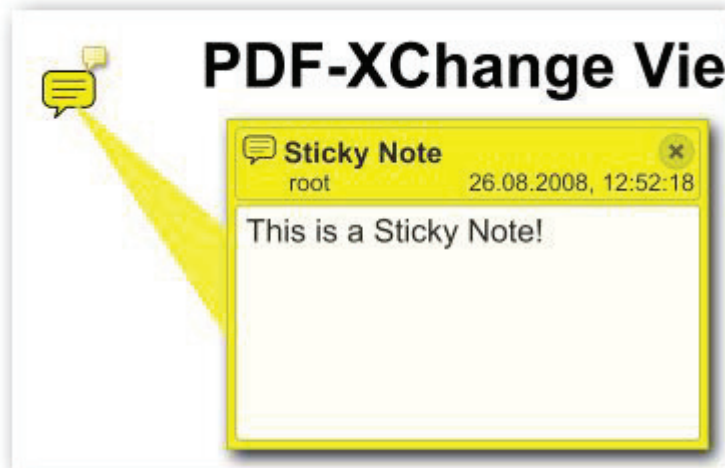 PDF-XChange Vie
Sticky Note
root 26.08.2008, 12:52:18
This is a Sticky Note!